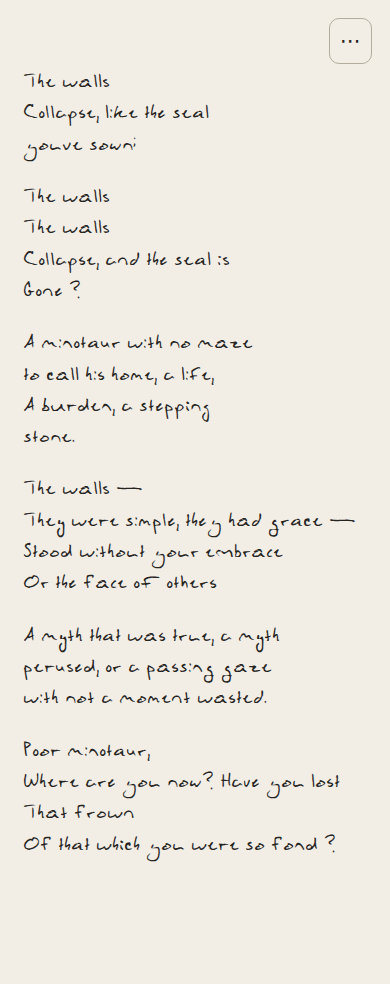 The walls
Collapse, like the seal
youve sown;
The walls
The walls
Collapse, and the seal is
Gone ?
A minotaur with no maze
to call his home, a life,
A burden, a stepping
stone.
The walls —
They were simple, they had grace —
Stood without your embrace
Or the face of others
A myth that was true, a myth
perused, or a passing gaze
with not a moment wasted.
Poor minotaur,
Where are you now? Have you lost
That frown
Of that which you were so fond ?